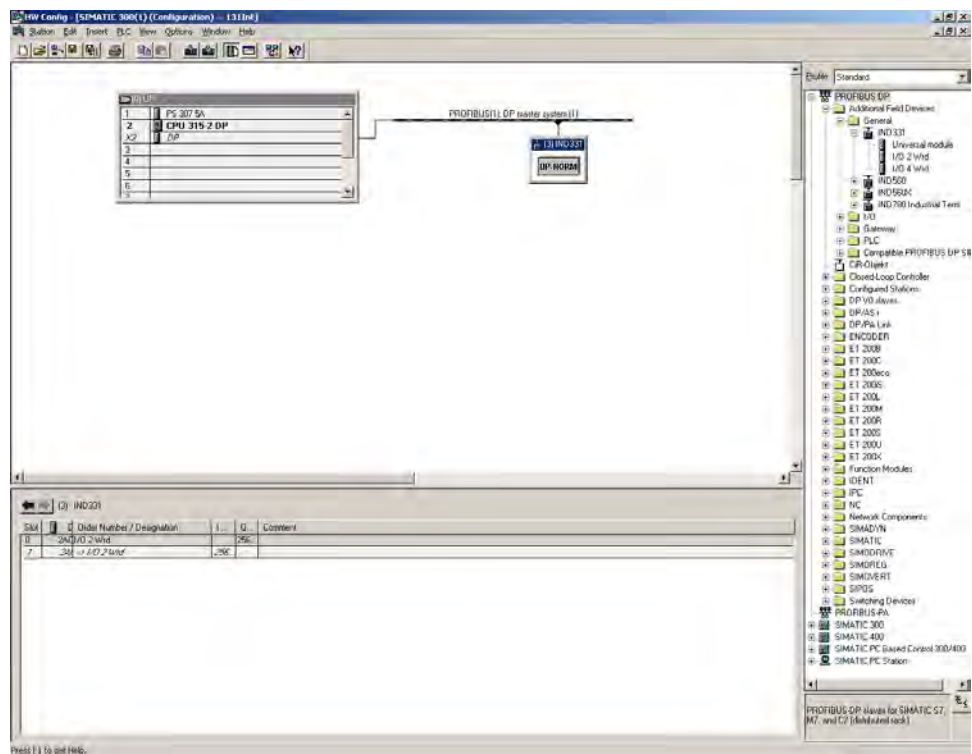 HW Config - [SIMATIC 300(1) (Configuration) -- 131Int]
Station Edit Insert PLC View Options Window Help
(0) UR
1 PS 307 5A
2 CPU 315-2 DP
X2 DP
3
4
5
6
PROFIBUS(1): DP master system (1)
(3) IND331
DP-NORM
Profile Standard
PROFIBUS DP
Additional Field Devices
General
IND331
Universal module
I/O 2 Wrd
I/O 4 Wrd
IND560
IND560X
IND780 Industrial Term
I/O
Gateway
PLC
Compatible PROFIBUS DP Sl
CiR-Objekt
Closed-Loop Controller
Configured Stations
DP V0 slaves
DP/AS-i
DP/PA Link
ENCODER
ET 200B
ET 200C
ET 200eco
ET 200iS
ET 200L
ET 200M
ET 200R
ET 200S
ET 200U
ET 200X
Function Modules
IDENT
IPC
NC
Network Components
SIMADYN
SIMATIC
SIMODRIVE
SIMOREG
SIMOVERT
SIPOS
Switching Devices
PROFIBUS-PA
SIMATIC 300
SIMATIC 400
SIMATIC PC Based Control 300/400
SIMATIC PC Station
(3) IND331
Slot D Order Number / Designation I... Q... Comment
0 2AO I/O 2 Wrd 256...
1 2AI -> I/O 2 Wrd 256...
PROFIBUS-DP slaves for SIMATIC S7,
M7, and C7 (distributed rack)
Press F1 to get Help.